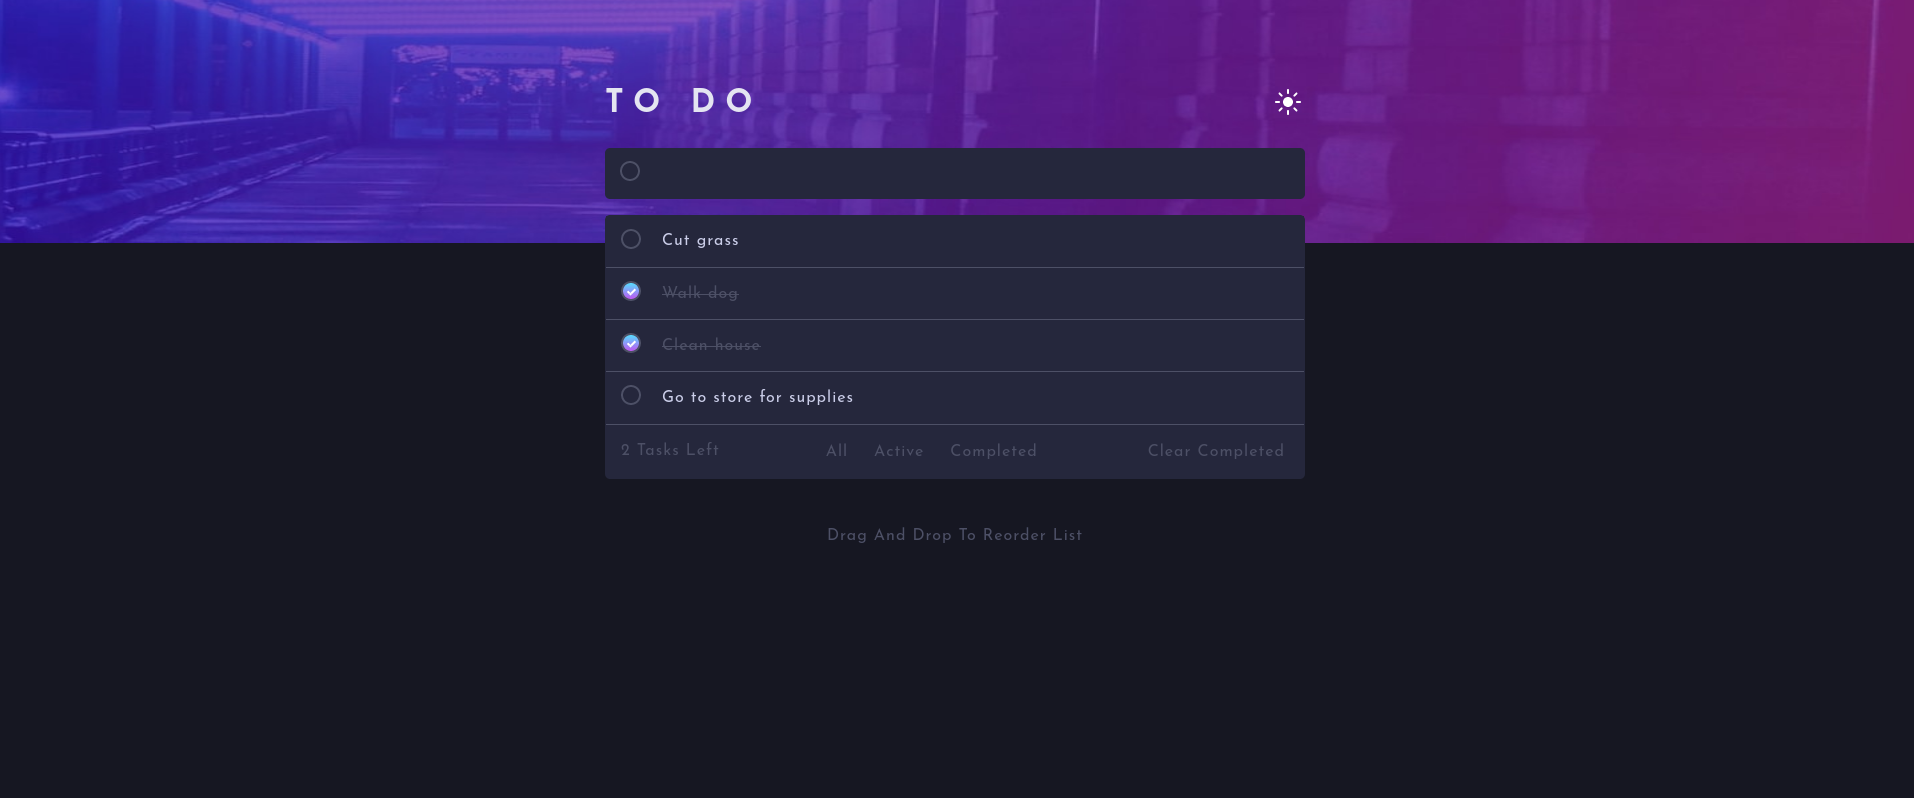 TO DO
Cut grass
Walk dog
Clean house
Go to store for supplies
2 Tasks Left All Active Completed Clear Completed
Drag And Drop To Reorder List